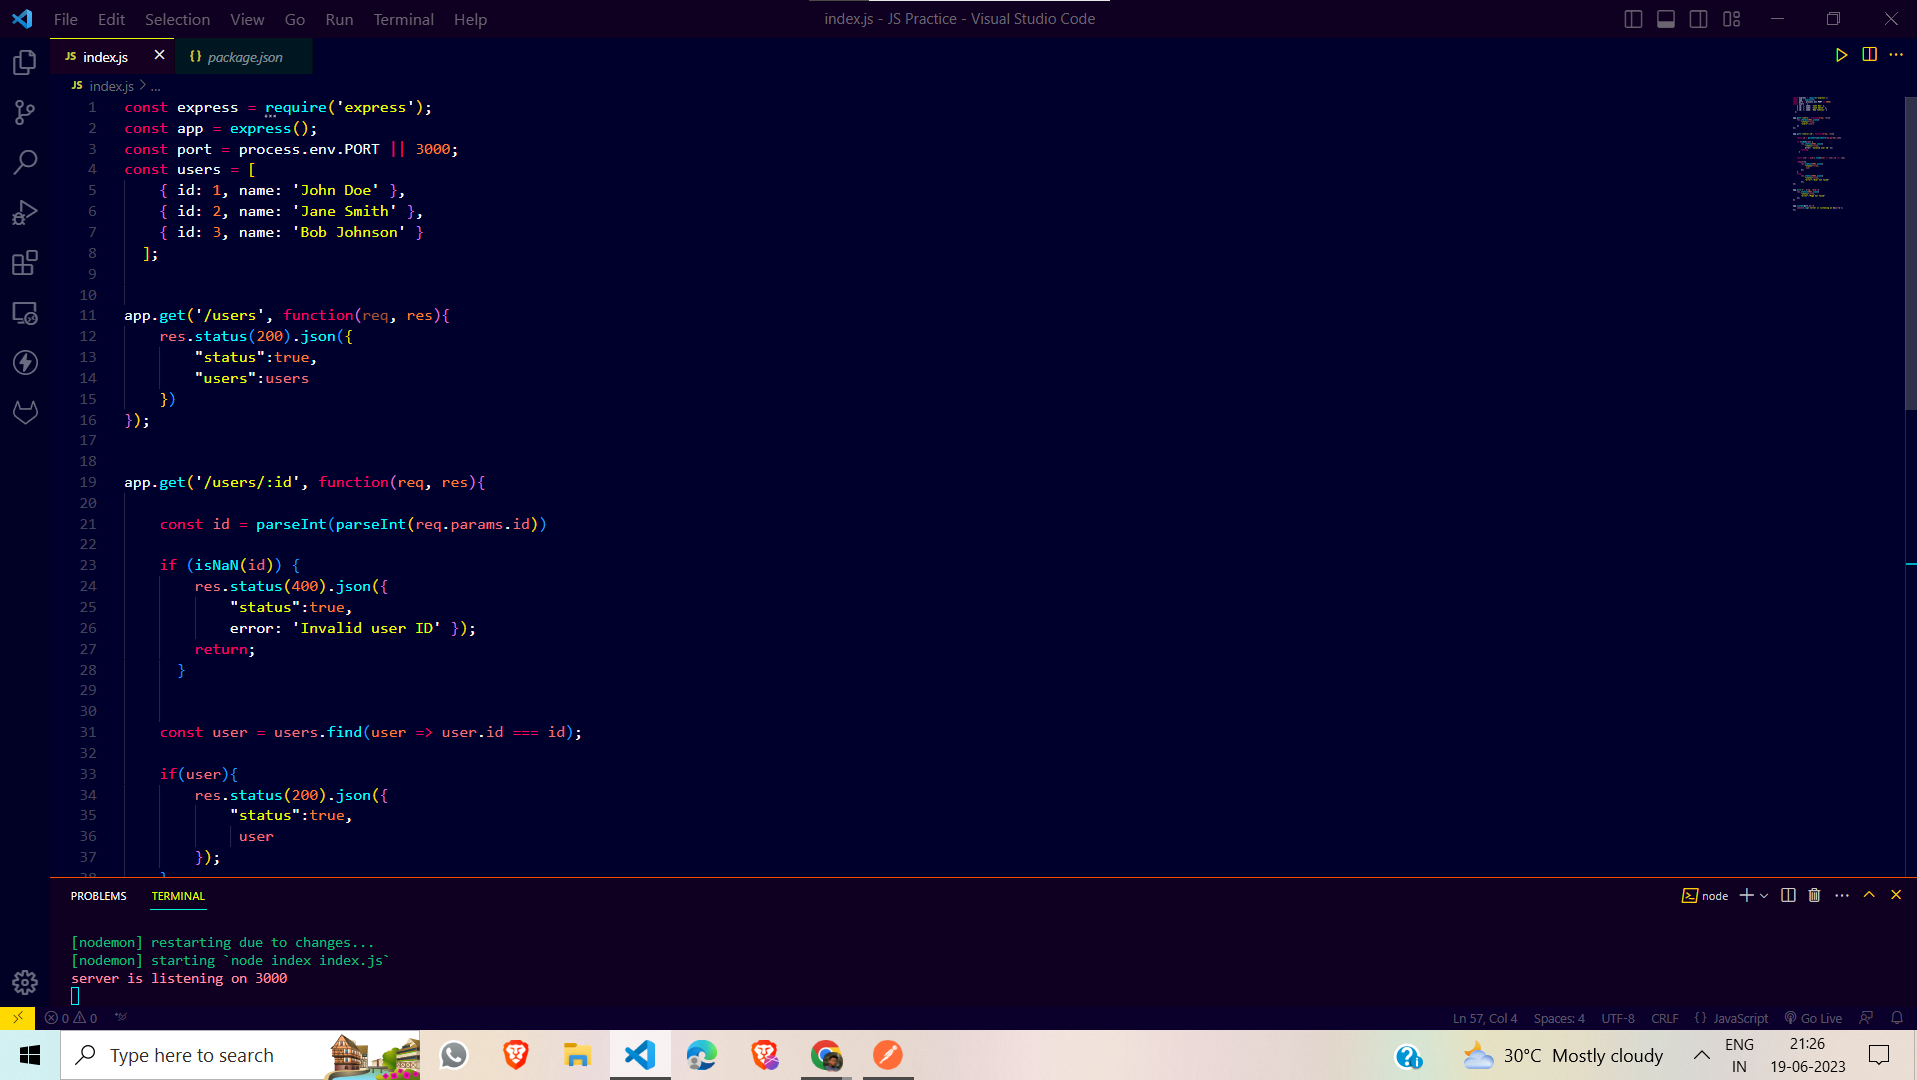 File Edit Selection View Go Run Terminal Help
index.js - JS Practice - Visual Studio Code
JS index.js
{} package.json
JS index.js > ...
1 const express = require('express');
2 const app = express();
3 const port = process.env.PORT || 3000;
4 const users = [
5 { id: 1, name: 'John Doe' },
6 { id: 2, name: 'Jane Smith' },
7 { id: 3, name: 'Bob Johnson' }
8 ];
9
10
11 app.get('/users', function(req, res){
12 res.status(200).json({
13 "status":true,
14 "users":users
15 })
16 });
17
18
19 app.get('/users/:id', function(req, res){
20
21 const id = parseInt(parseInt(req.params.id))
22
23 if (isNaN(id)) {
24 res.status(400).json({
25 "status":true,
26 error: 'Invalid user ID' });
27 return;
28 }
29
30
31 const user = users.find(user => user.id === id);
32
33 if(user){
34 res.status(200).json({
35 "status":true,
36 user
37 });
38 }
PROBLEMS TERMINAL
node
[nodemon] restarting due to changes...
[nodemon] starting `node index index.js`
server is listening on 3000
0 0
Ln 57, Col 4 Spaces: 4 UTF-8 CRLF {} JavaScript Go Live
Type here to search
30°C Mostly cloudy
ENG
IN
21:26
19-06-2023